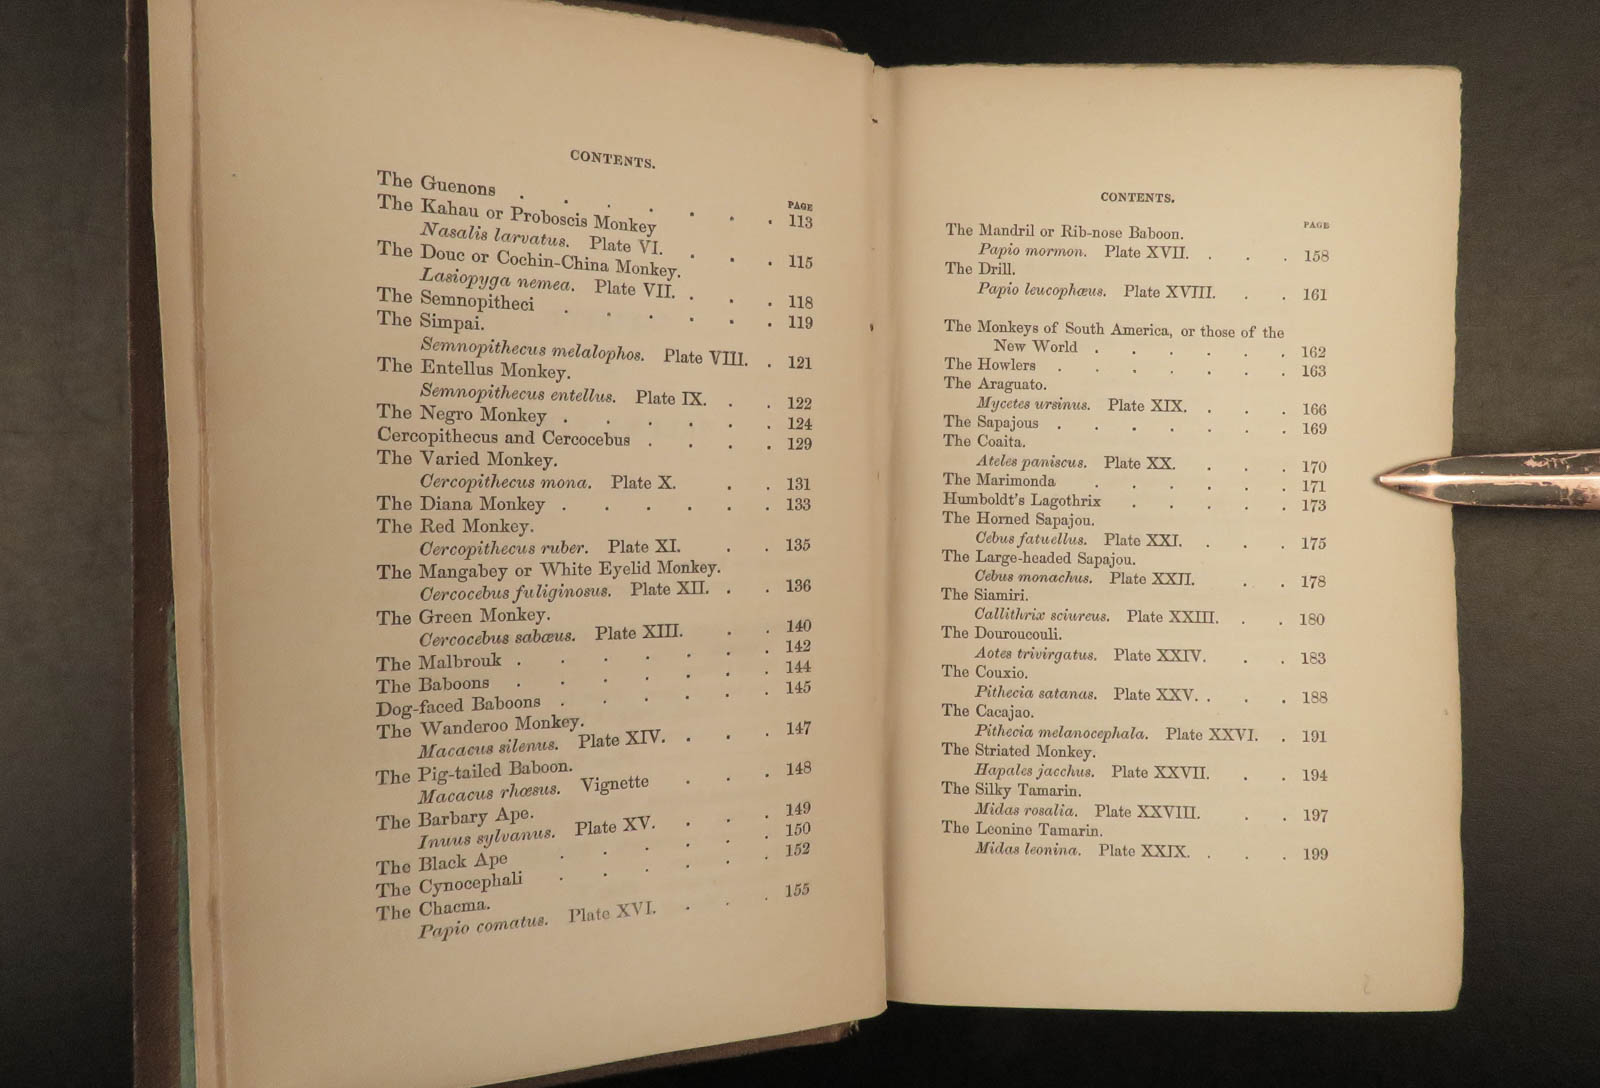 CONTENTS.
PAGE
The Guenons . . . . . . . 113
The Kahau or Proboscis Monkey
Nasalis larvatus. Plate VI. . . . 115
The Douc or Cochin-China Monkey.
Lasiopyga nemea. Plate VII. . . . 118
The Semnopitheci . . . . . . 119
The Simpai.
Semnopithecus melalophos. Plate VIII. . 121
The Entellus Monkey.
Semnopithecus entellus. Plate IX. . . 122
The Negro Monkey . . . . . . 124
Cercopithecus and Cercocebus . . . . 129
The Varied Monkey.
Cercopithecus mona. Plate X. . . 131
The Diana Monkey . . . . . . 133
The Red Monkey.
Cercopithecus ruber. Plate XI. . . 135
The Mangabey or White Eyelid Monkey.
Cercocebus fuliginosus. Plate XII. . . 136
The Green Monkey.
Cercocebus sabæus. Plate XIII. . . 140
The Malbrouk . . . . . . . 142
The Baboons . . . . . . . 144
Dog-faced Baboons . . . . . . 145
The Wanderoo Monkey.
Macacus silenus. Plate XIV. . . . 147
The Pig-tailed Baboon.
Macacus rhœsus. Vignette . . . 148
The Barbary Ape.
Inuus sylvanus. Plate XV. . . . 149
The Black Ape . . . . . . 150
The Cynocephali . . . . . . 152
The Chacma.
Papio comatus. Plate XVI. . . . 155
CONTENTS.
PAGE
The Mandril or Rib-nose Baboon.
Papio mormon. Plate XVII. . . . 158
The Drill.
Papio leucophœus. Plate XVIII. . . 161
The Monkeys of South America, or those of the
New World . . . . . . 162
The Howlers . . . . . . . 163
The Araguato.
Mycetes ursinus. Plate XIX. . . . 166
The Sapajous . . . . . . . 169
The Coaita.
Ateles paniscus. Plate XX. . . . 170
The Marimonda . . . . . . 171
Humboldt's Lagothrix . . . . . 173
The Horned Sapajou.
Cebus fatuellus. Plate XXI. . . . 175
The Large-headed Sapajou.
Cebus monachus. Plate XXII. . . 178
The Siamiri.
Callithrix sciureus. Plate XXIII. . . 180
The Douroucouli.
Aotes trivirgatus. Plate XXIV. . . 183
The Couxio.
Pithecia satanas. Plate XXV. . . . 188
The Cacajao.
Pithecia melanocephala. Plate XXVI. . 191
The Striated Monkey.
Hapales jacchus. Plate XXVII. . . 194
The Silky Tamarin.
Midas rosalia. Plate XXVIII. . . 197
The Leonine Tamarin.
Midas leonina. Plate XXIX. . . . 199